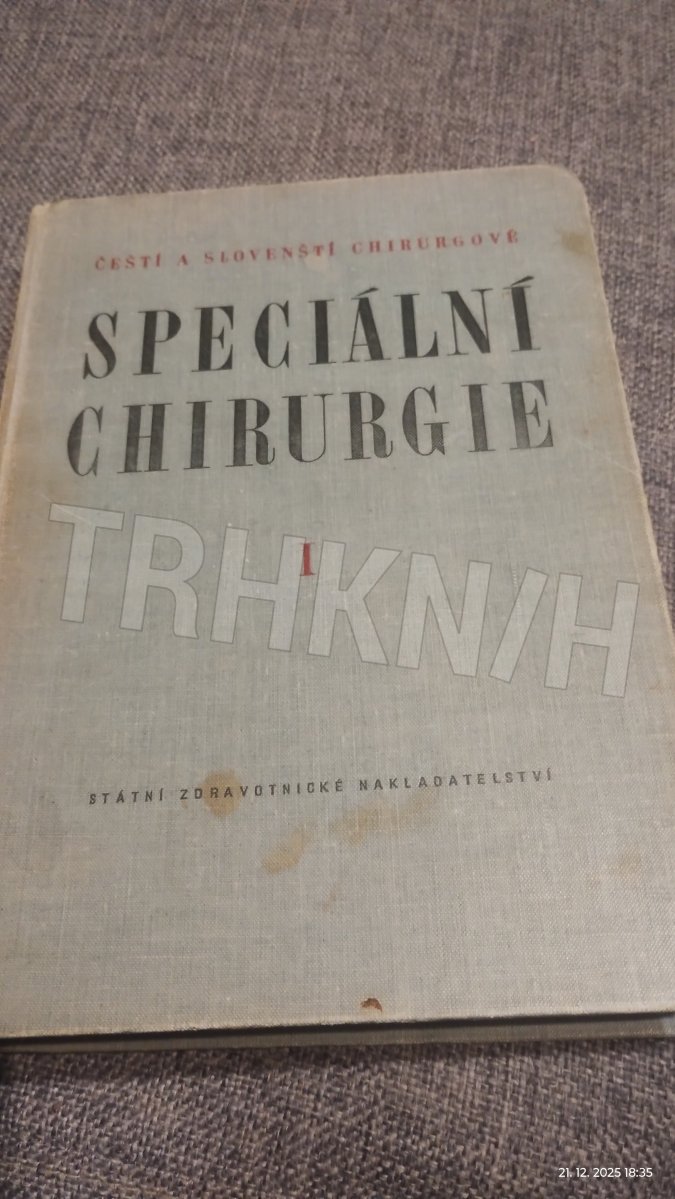 ČEŠTÍ A SLOVENŠTÍ CHIRURGOVÉ
SPECIÁLNÍ
CHIRURGIE
I
TRHKNIH
STÁTNÍ ZDRAVOTNICKÉ NAKLADATELSTVÍ
21. 12. 2025 18:35